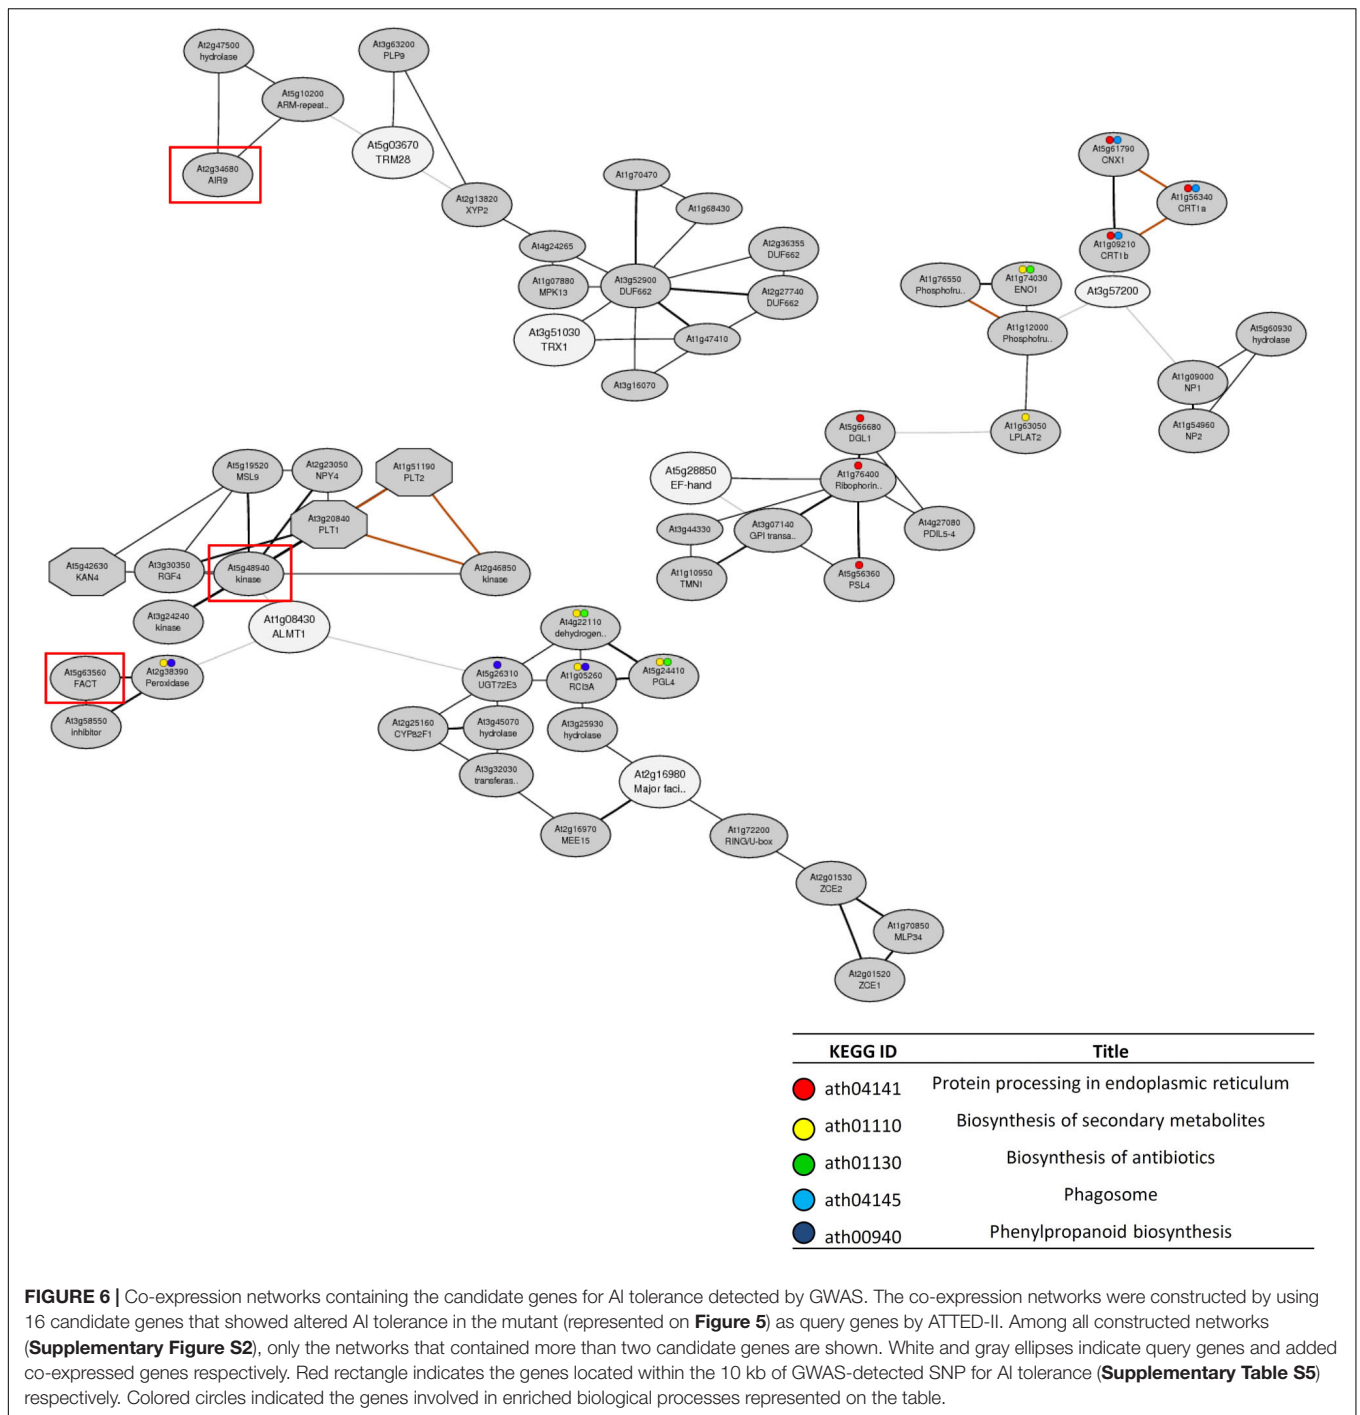 At2g47500
hydrolase
At3g63200
PLP9
At5g10200
ARM-repeat..
At5g03670
TRM28
At2g34680
AIR9
At2g13820
XYP2
At1g70470
At1g68430
At4g24265
At2g36355
DUF662
At1g07880
MPK13
At3g52900
DUF662
At2g27740
DUF662
At3g51030
TRX1
At1g47410
At3g16070
At5g61790
CNX1
At1g56340
CRT1a
At1g09210
CRT1b
At1g76550
Phosphofru..
At1g74030
ENO1
At3g57200
At1g12000
Phosphofru..
At5g60930
hydrolase
At1g09000
NP1
At1g54960
NP2
At1g63050
LPLAT2
At5g66680
DGL1
At5g28850
EF-hand
At1g76400
Ribophorin..
At3g44330
At3g07140
GPI transa..
At4g27080
PDIL5-4
At1g10950
TMN1
At5g56360
PSL4
At5g19520
MSL9
At2g23050
NPY4
At1g51190
PLT2
At3g20840
PLT1
At5g42630
KAN4
At3g30350
RGF4
At5g48940
kinase
At2g46850
kinase
At3g24240
kinase
At1g08430
ALMT1
At5g63560
FACT
At2g38390
Peroxidase
At3g58550
inhibitor
At4g22110
dehydrogen..
At5g26310
UGT72E3
At1g05260
RCI3A
At5g24410
PGL4
At2g25160
CYP82F1
At3g45070
hydrolase
At3g25930
hydrolase
At3g32030
transferas..
At2g16980
Major faci..
At2g16970
MEE15
At1g72200
RING/U-box
At2g01530
ZCE2
At1g70850
MLP34
At2g01520
ZCE1
KEGG ID Title
ath04141 Protein processing in endoplasmic reticulum
ath01110 Biosynthesis of secondary metabolites
ath01130 Biosynthesis of antibiotics
ath04145 Phagosome
ath00940 Phenylpropanoid biosynthesis
FIGURE 6 | Co-expression networks containing the candidate genes for Al tolerance detected by GWAS. The co-expression networks were constructed by using
16 candidate genes that showed altered Al tolerance in the mutant (represented on Figure 5) as query genes by ATTED-II. Among all constructed networks
(Supplementary Figure S2), only the networks that contained more than two candidate genes are shown. White and gray ellipses indicate query genes and added
co-expressed genes respectively. Red rectangle indicates the genes located within the 10 kb of GWAS-detected SNP for Al tolerance (Supplementary Table S5)
respectively. Colored circles indicated the genes involved in enriched biological processes represented on the table.